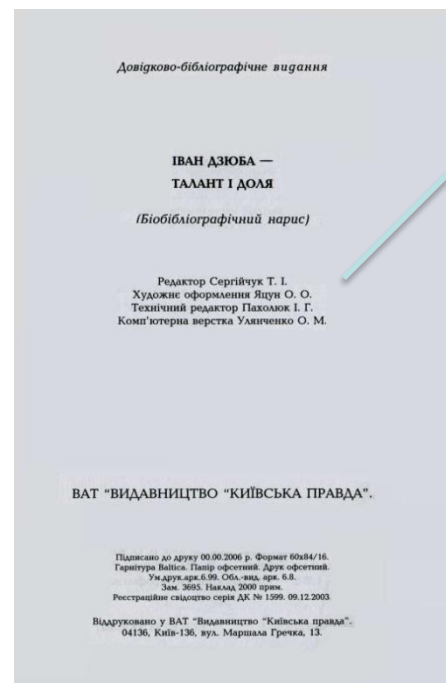 Довідково-бібліографічне видання
ІВАН ДЗЮБА —
ТАЛАНТ І ДОЛЯ
(Біобібліографічний нарис)
Редактор Сергійчук Т. І.
Художнє оформлення Яцун О. О.
Технічний редактор Пахолюк І. Г.
Комп'ютерна верстка Улянченко О. М.
ВАТ "ВИДАВНИЦТВО "КИЇВСЬКА ПРАВДА".
Підписано до друку 00.00.2006 р. Формат 60х84/16.
Гарнітура Baltica. Папір офсетний. Друк офсетний.
Ум.друк.арк.6.99. Обл.-вид. арк. 6.8.
Зам. 3695. Наклад 2000 прим.
Реєстраційне свідоцтво серія ДК № 1599. 09.12.2003
Віддруковано у ВАТ "Видавництво "Київська правда".
04136, Київ-136, вул. Маршала Гречка, 13.